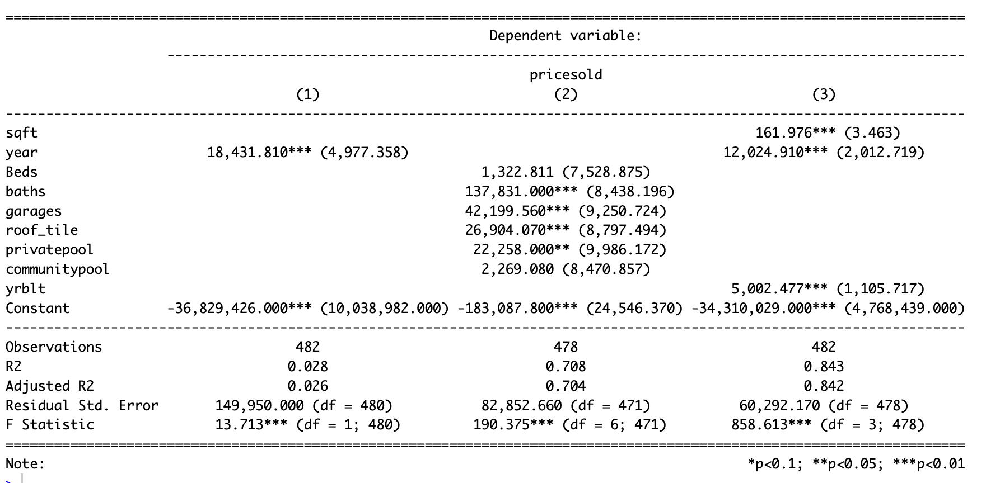 =======================================================================================================================
Dependent variable:
---------------------------------------------------------------------------------------------------
pricesold
(1) (2) (3)
-----------------------------------------------------------------------------------------------------------------------
sqft 161.976*** (3.463)
year 18,431.810*** (4,977.358) 12,024.910*** (2,012.719)
Beds 1,322.811 (7,528.875)
baths 137,831.000*** (8,438.196)
garages 42,199.560*** (9,250.724)
roof_tile 26,904.070*** (8,797.494)
privatepool 22,258.000** (9,986.172)
communitypool 2,269.080 (8,470.857)
yrblt 5,002.477*** (1,105.717)
Constant -36,829,426.000*** (10,038,982.000) -183,087.800*** (24,546.370) -34,310,029.000*** (4,768,439.000)
-----------------------------------------------------------------------------------------------------------------------
Observations 482 478 482
R2 0.028 0.708 0.843
Adjusted R2 0.026 0.704 0.842
Residual Std. Error 149,950.000 (df = 480) 82,852.660 (df = 471) 60,292.170 (df = 478)
F Statistic 13.713*** (df = 1; 480) 190.375*** (df = 6; 471) 858.613*** (df = 3; 478)
=======================================================================================================================
Note: *p<0.1; **p<0.05; ***p<0.01
>